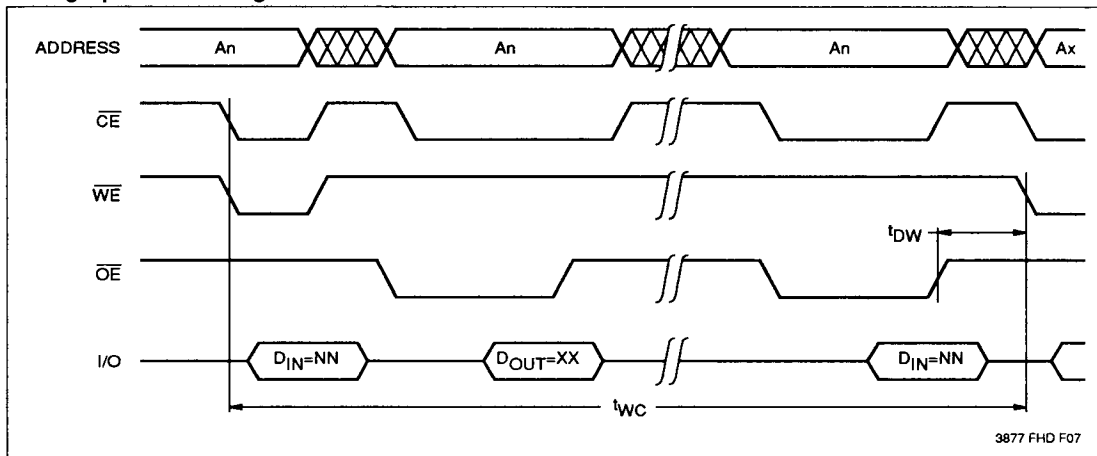 ADDRESS An An An Ax
CE
WE
tDW
OE
I/O DIN=NN DOUT=XX DIN=NN
tWC
3877 FHD F07